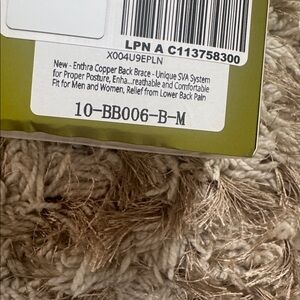 LPN A C113758300
X004U9EPLN
New - Enthra Copper Back Brace - Unique SVA System
for Proper Posture, Enha...reathable and Comfortable
Fit for Men and Women, Relief from Lower Back Pain
10-BB006-B-M